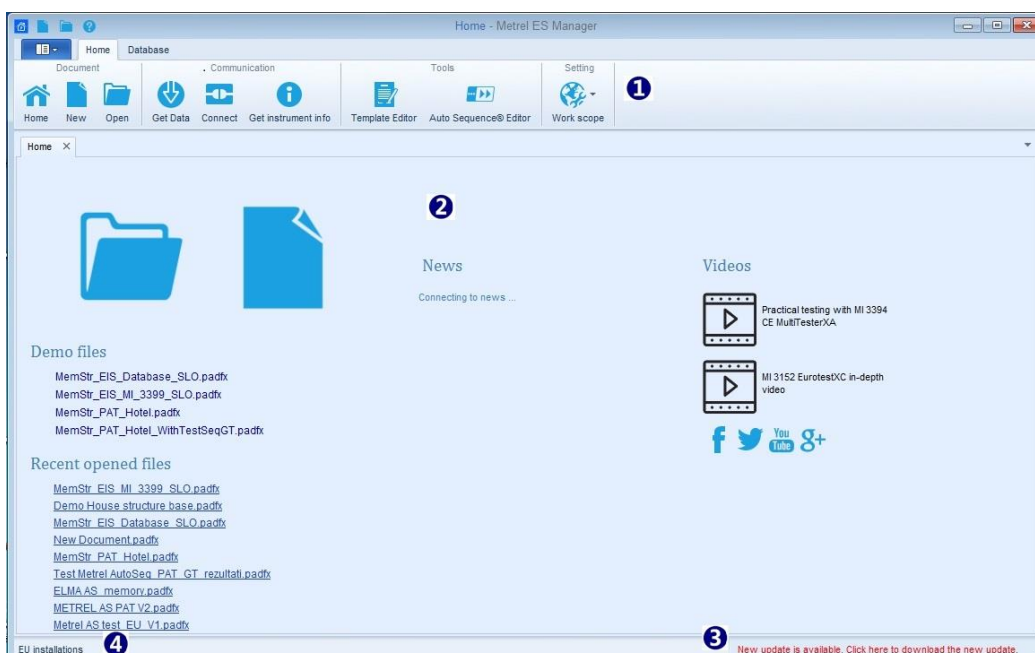 Home - Metrel ES Manager
Home Database
Document Communication Tools Setting
Home New Open Get Data Connect Get instrument info Template Editor Auto Sequence® Editor Work scope
1
Home X
2
News
Connecting to news ...
Videos
Practical testing with MI 3394
CE MultiTesterXA
MI 3152 EurotestXC in-depth
video
You
Tube
g+
Demo files
MemStr_EIS_Database_SLO.padfx
MemStr_EIS_MI_3399_SLO.padfx
MemStr_PAT_Hotel.padfx
MemStr_PAT_Hotel_WithTestSeqGT.padfx
Recent opened files
MemStr_EIS_MI_3399_SLO.padfx
Demo House structure base.padfx
MemStr_EIS_Database_SLO.padfx
New Document.padfx
MemStr_PAT_Hotel.padfx
Test Metrel AutoSeq_PAT_GT_rezultati.padfx
ELMA AS_memory.padfx
METREL AS PAT V2.padfx
Metrel AS test_EU_V1.padfx
EU installations
4
3
New update is available. Click here to download the new update.